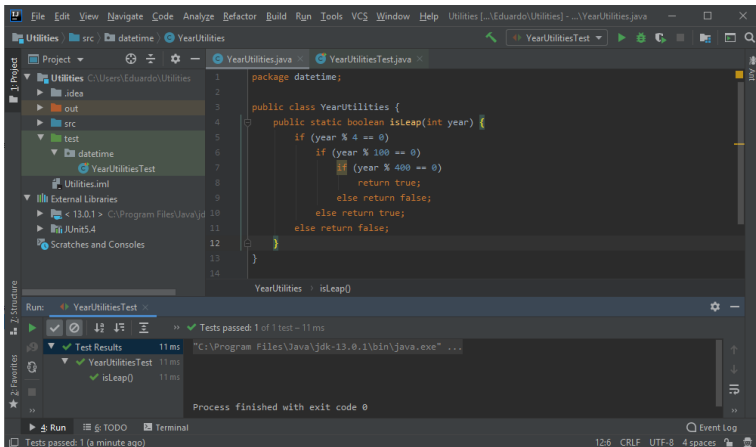 File Edit View Navigate Code Analyze Refactor Build Run Tools VCS Window Help Utilities [...\Eduardo\Utilities] - ...\YearUtilities.java
Utilities src datetime YearUtilities YearUtilitiesTest
1: Project
Project
Utilities C:\Users\Eduardo\Utilities
.idea
out
src
test
datetime
YearUtilitiesTest
Utilities.iml
External Libraries
< 13.0.1 > C:\Program Files\Java\jd
JUnit5.4
Scratches and Consoles
YearUtilities.java YearUtilitiesTest.java
1 package datetime;
2
3 public class YearUtilities {
4 public static boolean isLeap(int year) {
5 if (year % 4 == 0)
6 if (year % 100 == 0)
7 if (year % 400 == 0)
8 return true;
9 else return false;
10 else return true;
11 else return false;
12 }
13 }
14
YearUtilities isLeap()
Ant
7: Structure
2: Favorites
Run: YearUtilitiesTest
Tests passed: 1 of 1 test – 11 ms
Test Results 11 ms
YearUtilitiesTest 11 ms
isLeap() 11 ms
"C:\Program Files\Java\jdk-13.0.1\bin\java.exe" ...
Process finished with exit code 0
4: Run 6: TODO Terminal Event Log
Tests passed: 1 (a minute ago) 12:6 CRLF UTF-8 4 spaces